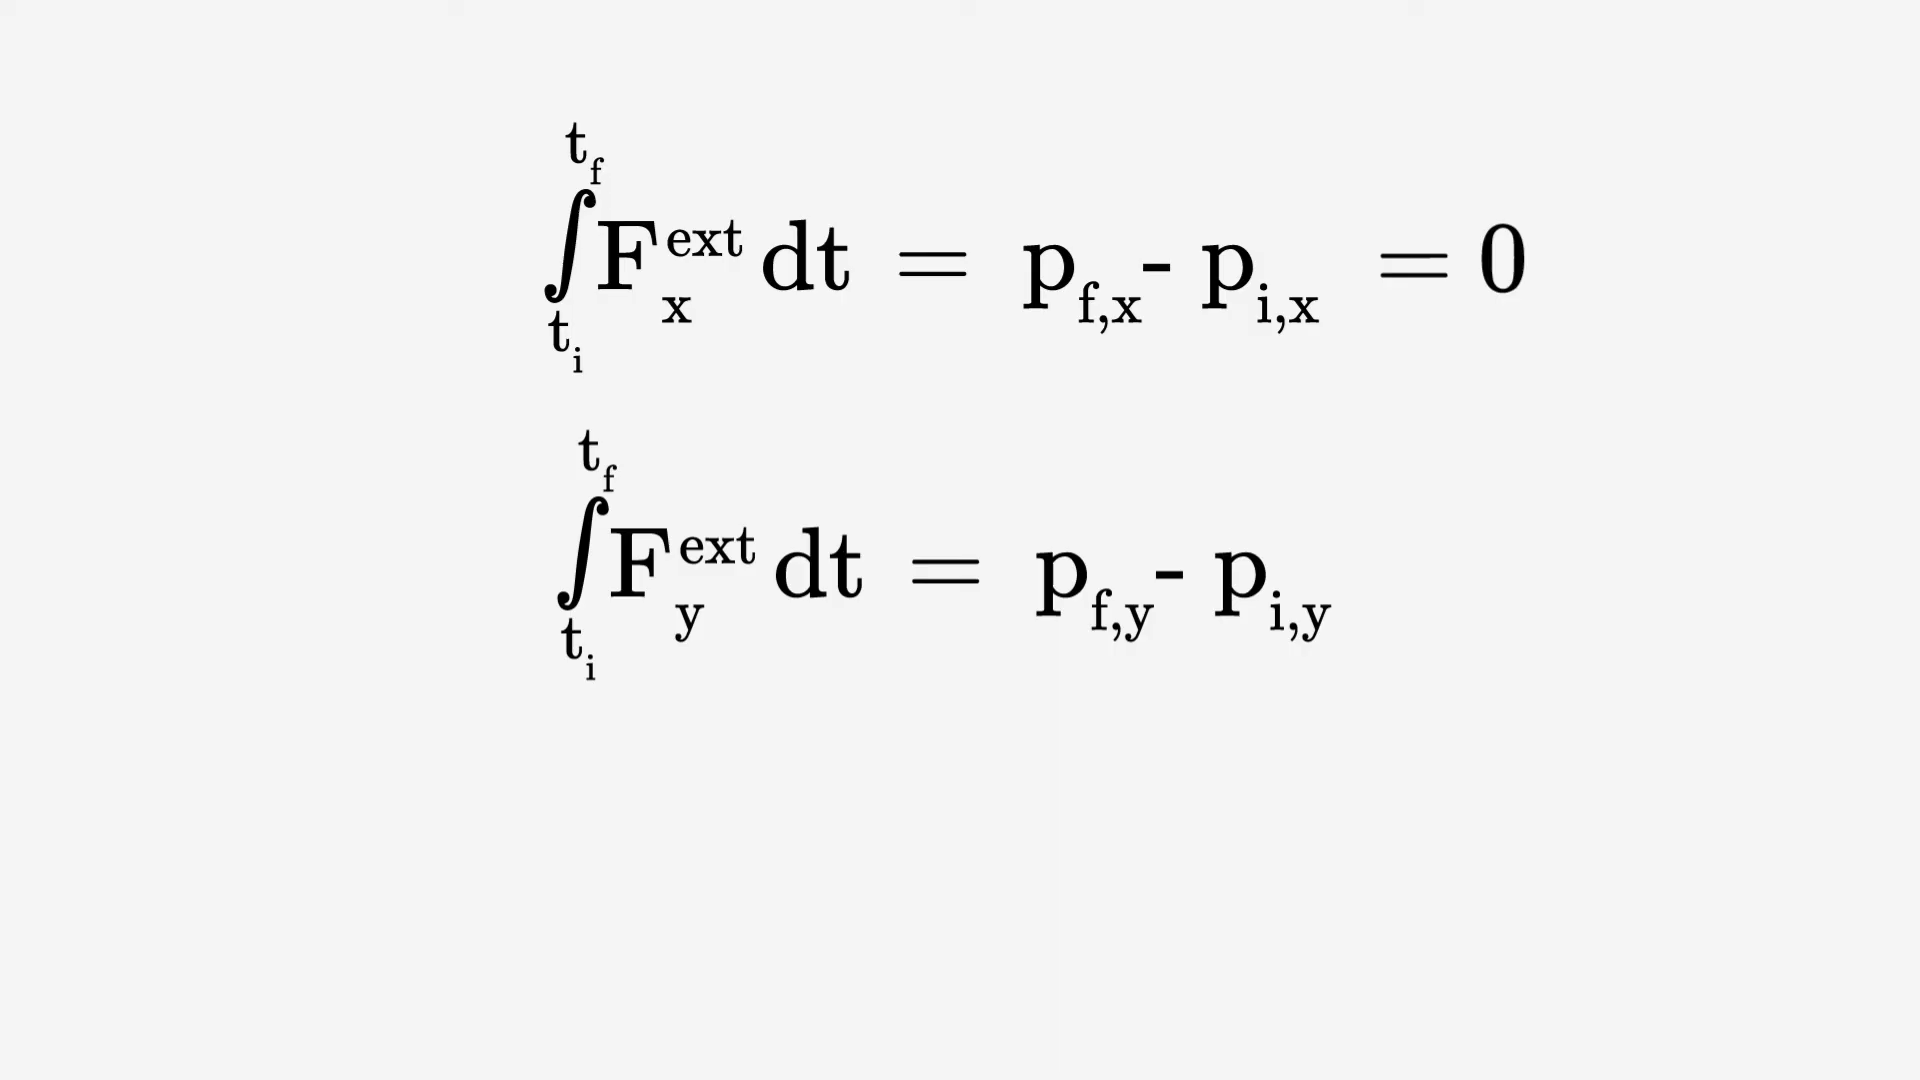 ∫_{t_i}^{t_f} F_x^{ext} dt = p_{f,x} - p_{i,x} = 0
∫_{t_i}^{t_f} F_y^{ext} dt = p_{f,y} - p_{i,y}